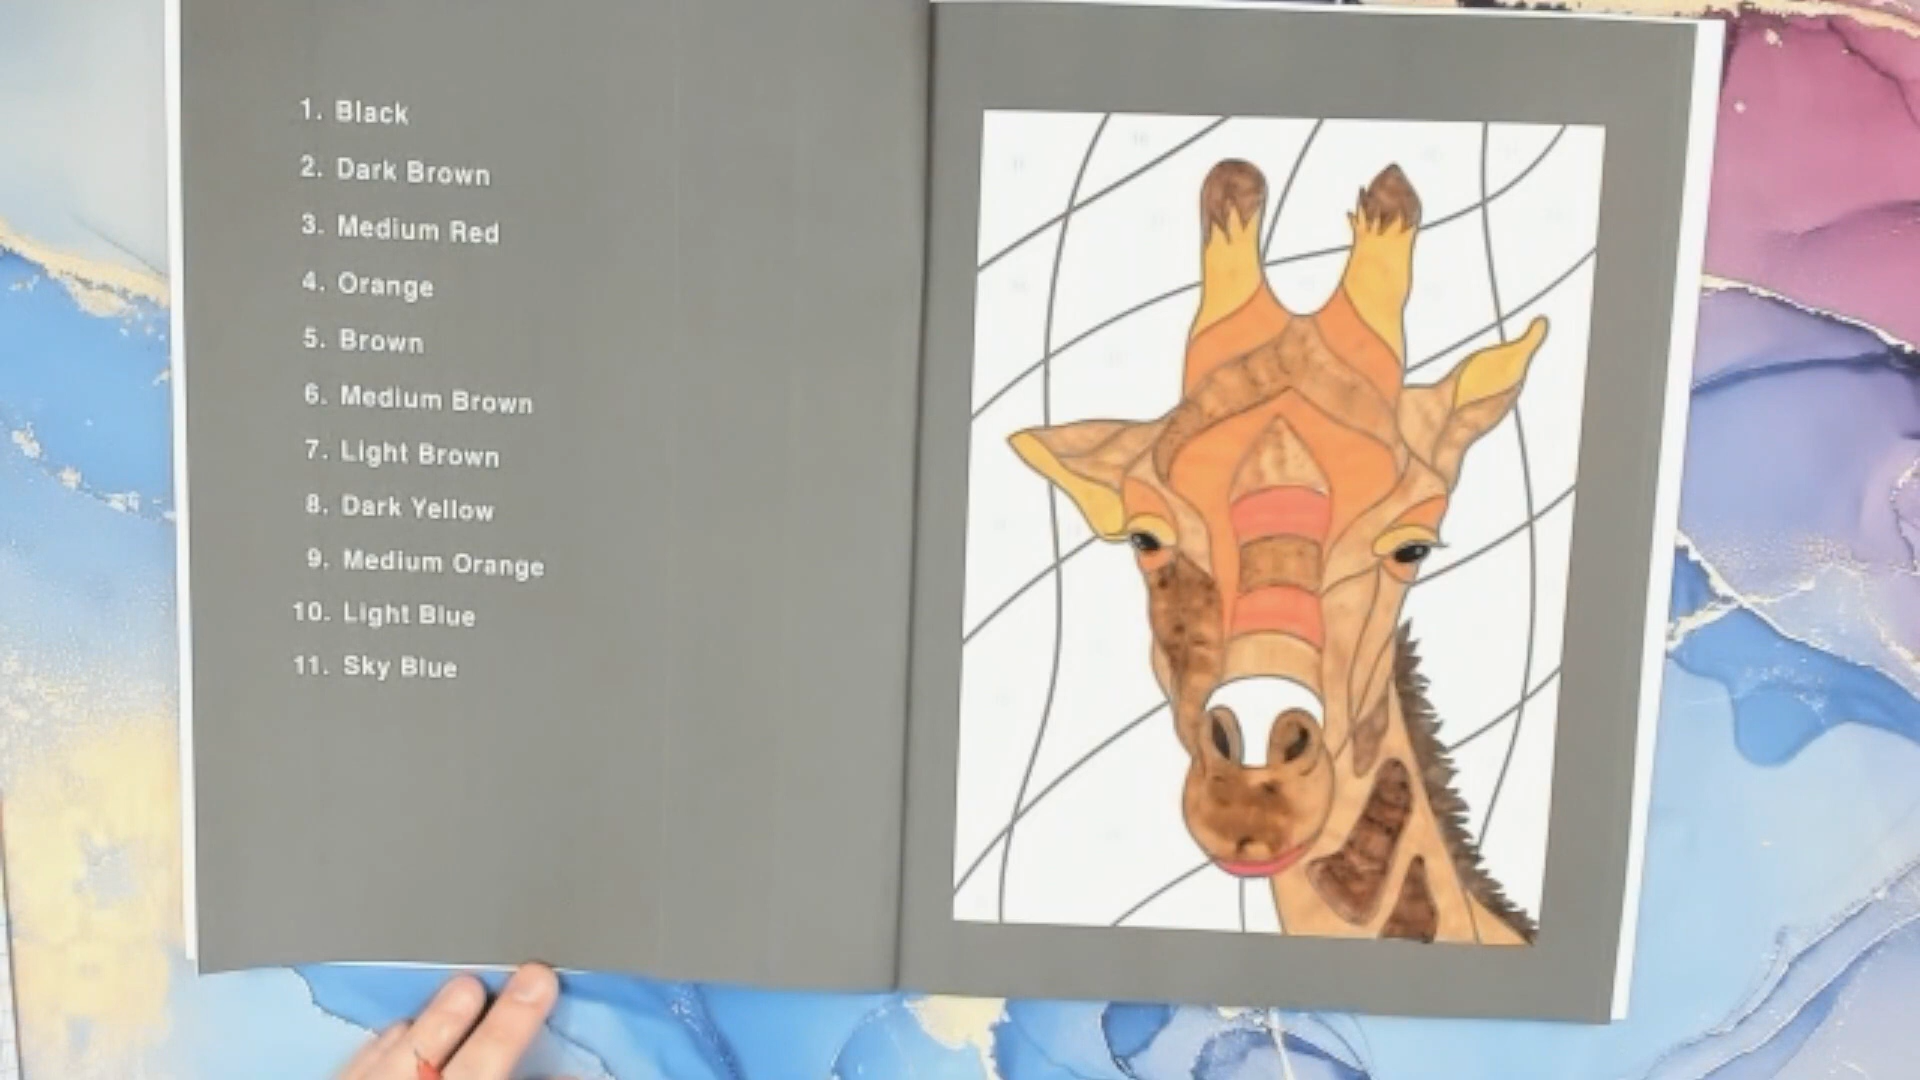 1. Black
2. Dark Brown
3. Medium Red
4. Orange
5. Brown
6. Medium Brown
7. Light Brown
8. Dark Yellow
9. Medium Orange
10. Light Blue
11. Sky Blue